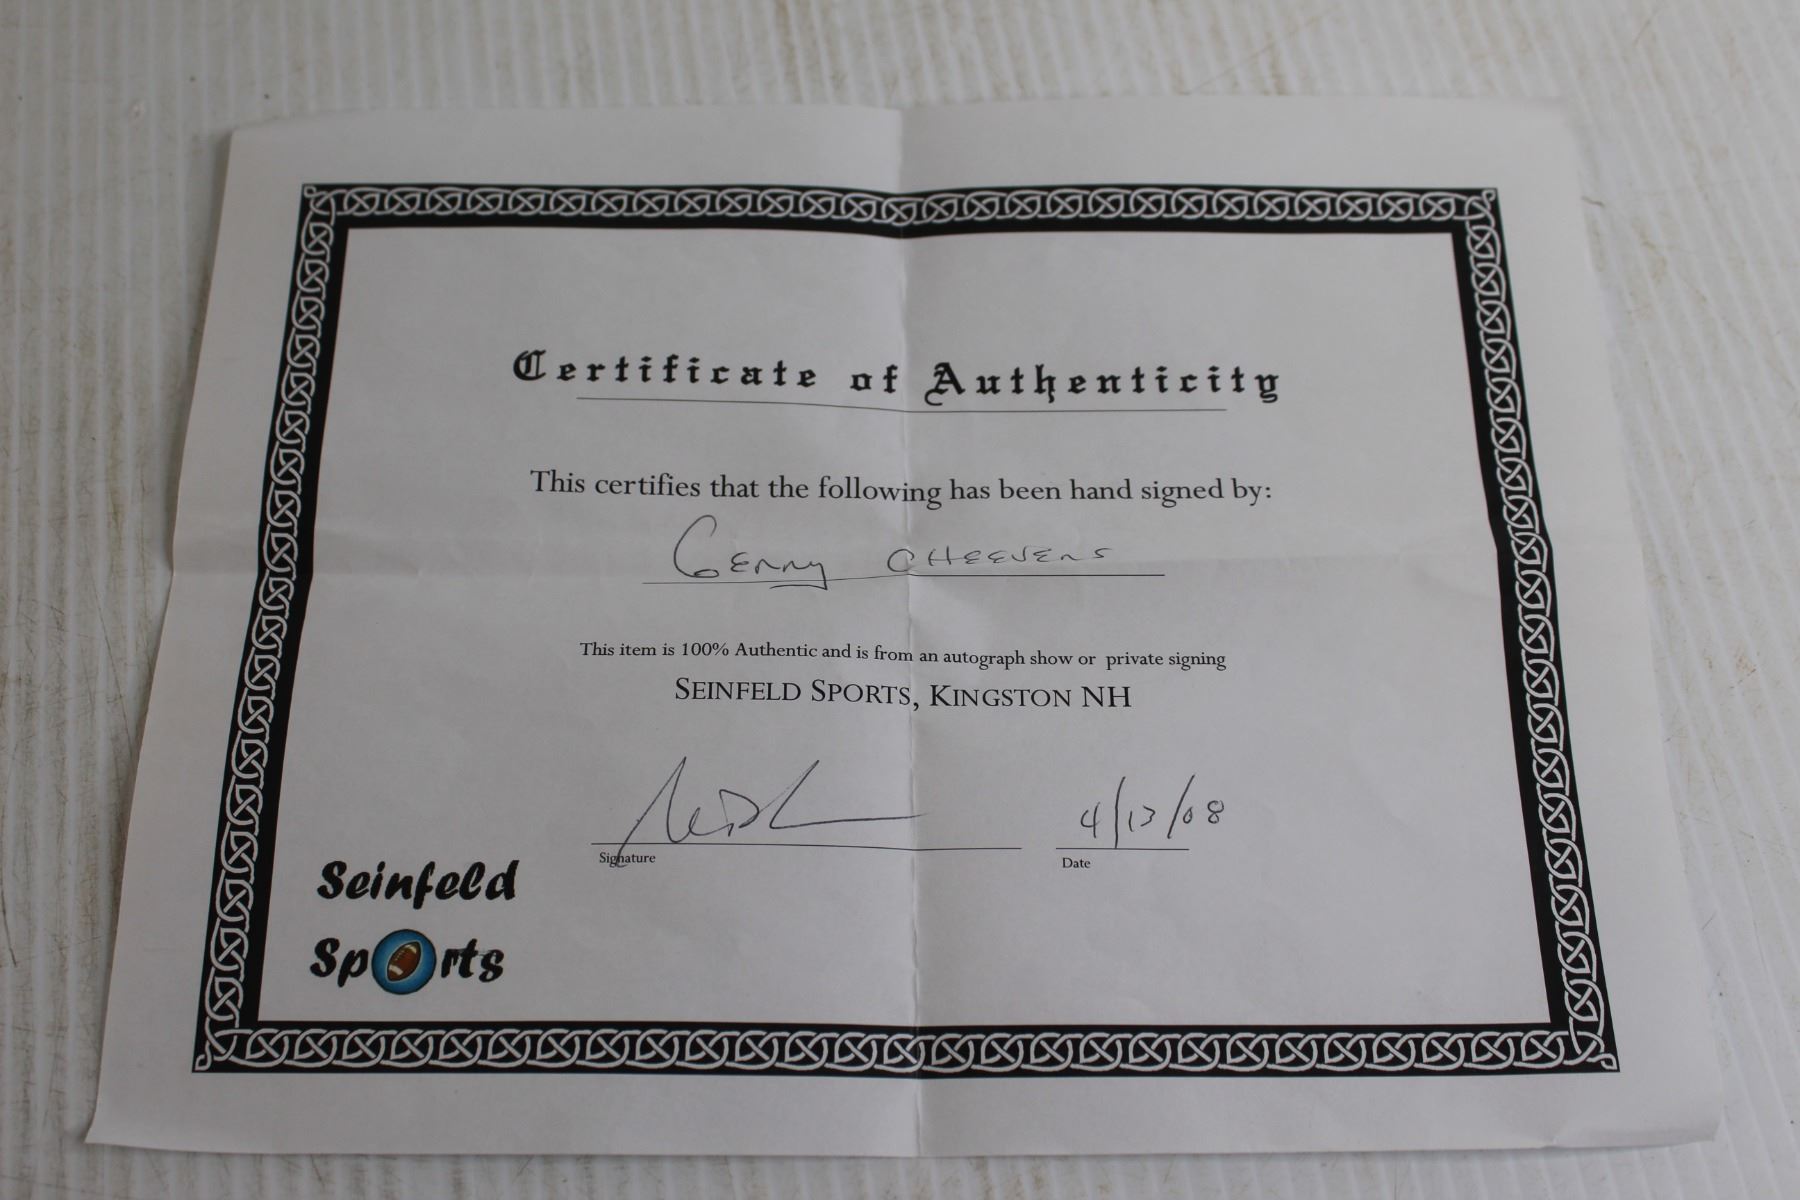 Certificate of Authenticity
This certifies that the following has been hand signed by:
Gerry CHEEVERS
This item is 100% Authentic and is from an autograph show or private signing
SEINFELD SPORTS, KINGSTON NH
4/13/08
Signature
Date
Seinfeld
Sports